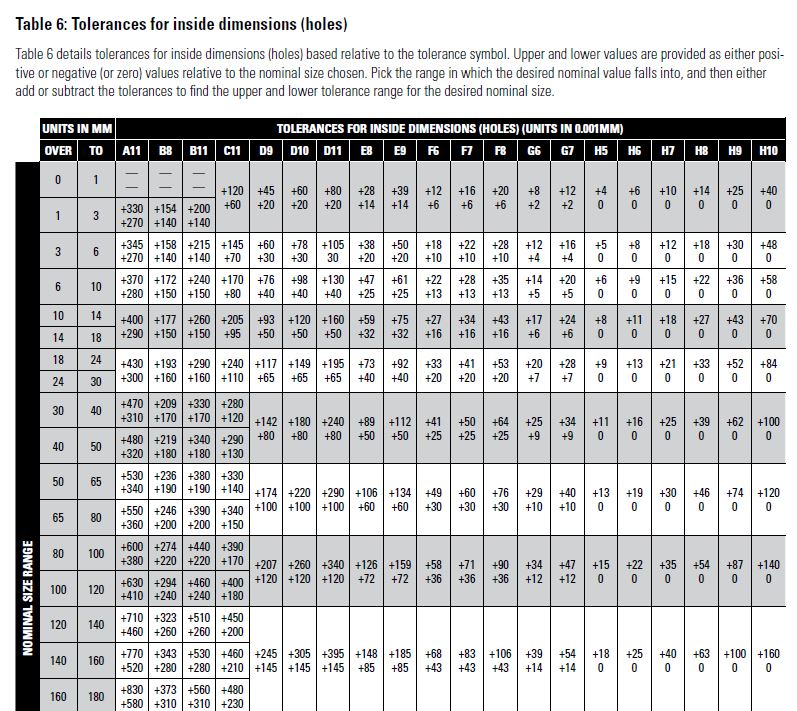 Table 6: Tolerances for inside dimensions (holes)
Table 6 details tolerances for inside dimensions (holes) based relative to the tolerance symbol. Upper and lower values are provided as either posi-
tive or negative (or zero) values relative to the nominal size chosen. Pick the range in which the desired nominal value falls into, and then either
add or subtract the tolerances to find the upper and lower tolerance range for the desired nominal size.
UNITS IN MM TOLERANCES FOR INSIDE DIMENSIONS (HOLES) (UNITS IN 0.001MM)
OVER TO A11 B8 B11 C11 D9 D10 D11 E8 E9 F6 F7 F8 G6 G7 H5 H6 H7 H8 H9 H10
NOMINAL SIZE RANGE
0 1 — — —
— — —
+120 +45 +60 +80 +28 +39 +12 +16 +20 +8 +12 +4 +6 +10 +14 +25 +40
+60 +20 +20 +20 +14 +14 +6 +6 +6 +2 +2 0 0 0 0 0 0
1 3 +330 +154 +200
+270 +140 +140
3 6 +345 +158 +215 +145 +60 +78 +105 +38 +50 +18 +22 +28 +12 +16 +5 +8 +12 +18 +30 +48
+270 +140 +140 +70 +30 +30 30 +20 +20 +10 +10 +10 +4 +4 0 0 0 0 0 0
6 10 +370 +172 +240 +170 +76 +98 +130 +47 +61 +22 +28 +35 +14 +20 +6 +9 +15 +22 +36 +58
+280 +150 +150 +80 +40 +40 +40 +25 +25 +13 +13 +13 +5 +5 0 0 0 0 0 0
10 14 +400 +177 +260 +205 +93 +120 +160 +59 +75 +27 +34 +43 +17 +24 +8 +11 +18 +27 +43 +70
14 18 +290 +150 +150 +95 +50 +50 +50 +32 +32 +16 +16 +16 +6 +6 0 0 0 0 0 0
18 24 +430 +193 +290 +240 +117 +149 +195 +73 +92 +33 +41 +53 +20 +28 +9 +13 +21 +33 +52 +84
24 30 +300 +160 +160 +110 +65 +65 +65 +40 +40 +20 +20 +20 +7 +7 0 0 0 0 0 0
30 40 +470 +209 +330 +280
+310 +170 +170 +120
+142 +180 +240 +89 +112 +41 +50 +64 +25 +34 +11 +16 +25 +39 +62 +100
+80 +80 +80 +50 +50 +25 +25 +25 +9 +9 0 0 0 0 0 0
40 50 +480 +219 +340 +290
+320 +180 +180 +130
50 65 +530 +236 +380 +330
+340 +190 +190 +140
+174 +220 +290 +106 +134 +49 +60 +76 +29 +40 +13 +19 +30 +46 +74 +120
+100 +100 +100 +60 +60 +30 +30 +30 +10 +10 0 0 0 0 0 0
65 80 +550 +246 +390 +340
+360 +200 +200 +150
80 100 +600 +274 +440 +390
+380 +220 +220 +170
+207 +260 +340 +126 +159 +58 +71 +90 +34 +47 +15 +22 +35 +54 +87 +140
+120 +120 +120 +72 +72 +36 +36 +36 +12 +12 0 0 0 0 0 0
100 120 +630 +294 +460 +400
+410 +240 +240 +180
120 140 +710 +323 +510 +450
+460 +260 +260 +200
140 160 +770 +343 +530 +460 +245 +305 +395 +148 +185 +68 +83 +106 +39 +54 +18 +25 +40 +63 +100 +160
+520 +280 +280 +210 +145 +145 +145 +85 +85 +43 +43 +43 +14 +14 0 0 0 0 0 0
160 180 +830 +373 +560 +480
+580 +310 +310 +230